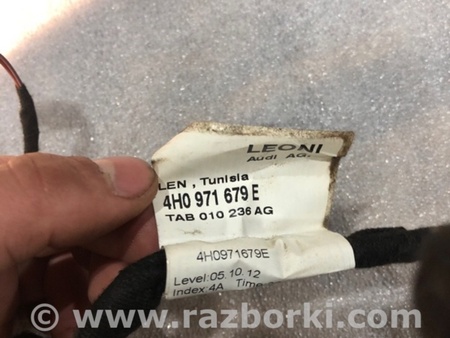 LEONI
Audi AG.
LEN , Tunisia
4H0 971 679 E
TAB 010 236 AG
4H0971679E
Level:05.10.12
Index:4A Time
www.razborki.com